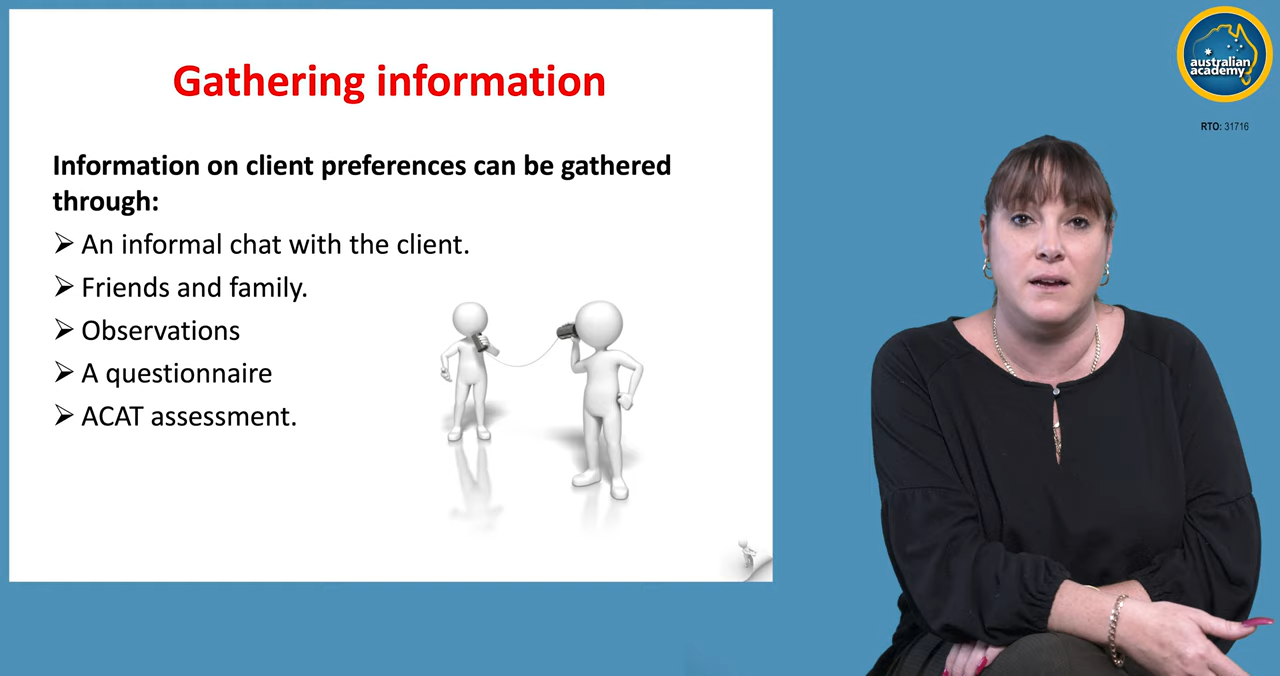 Gathering information
Information on client preferences can be gathered
through:
An informal chat with the client.
Friends and family.
Observations
A questionnaire
ACAT assessment.
australian
academy
RTO: 31716